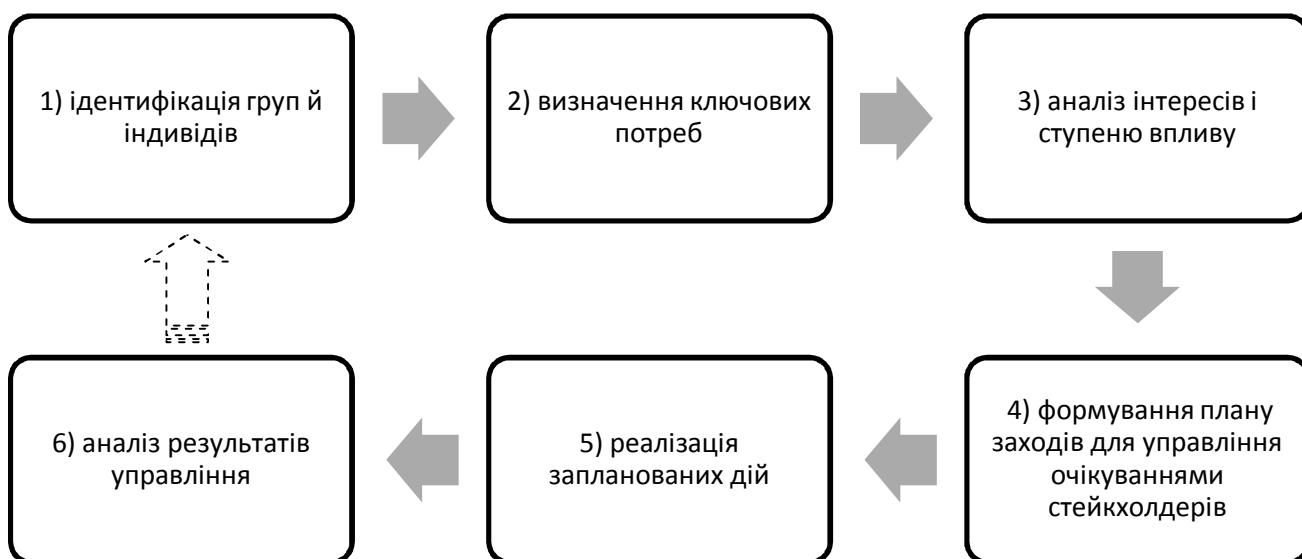 1) ідентифікація груп й
індивідів
2) визначення ключових
потреб
3) аналіз інтересів і
ступеню впливу
4) формування плану
заходів для управління
очікуваннями
стейкхолдерів
5) реалізація
запланованих дій
6) аналіз результатів
управління